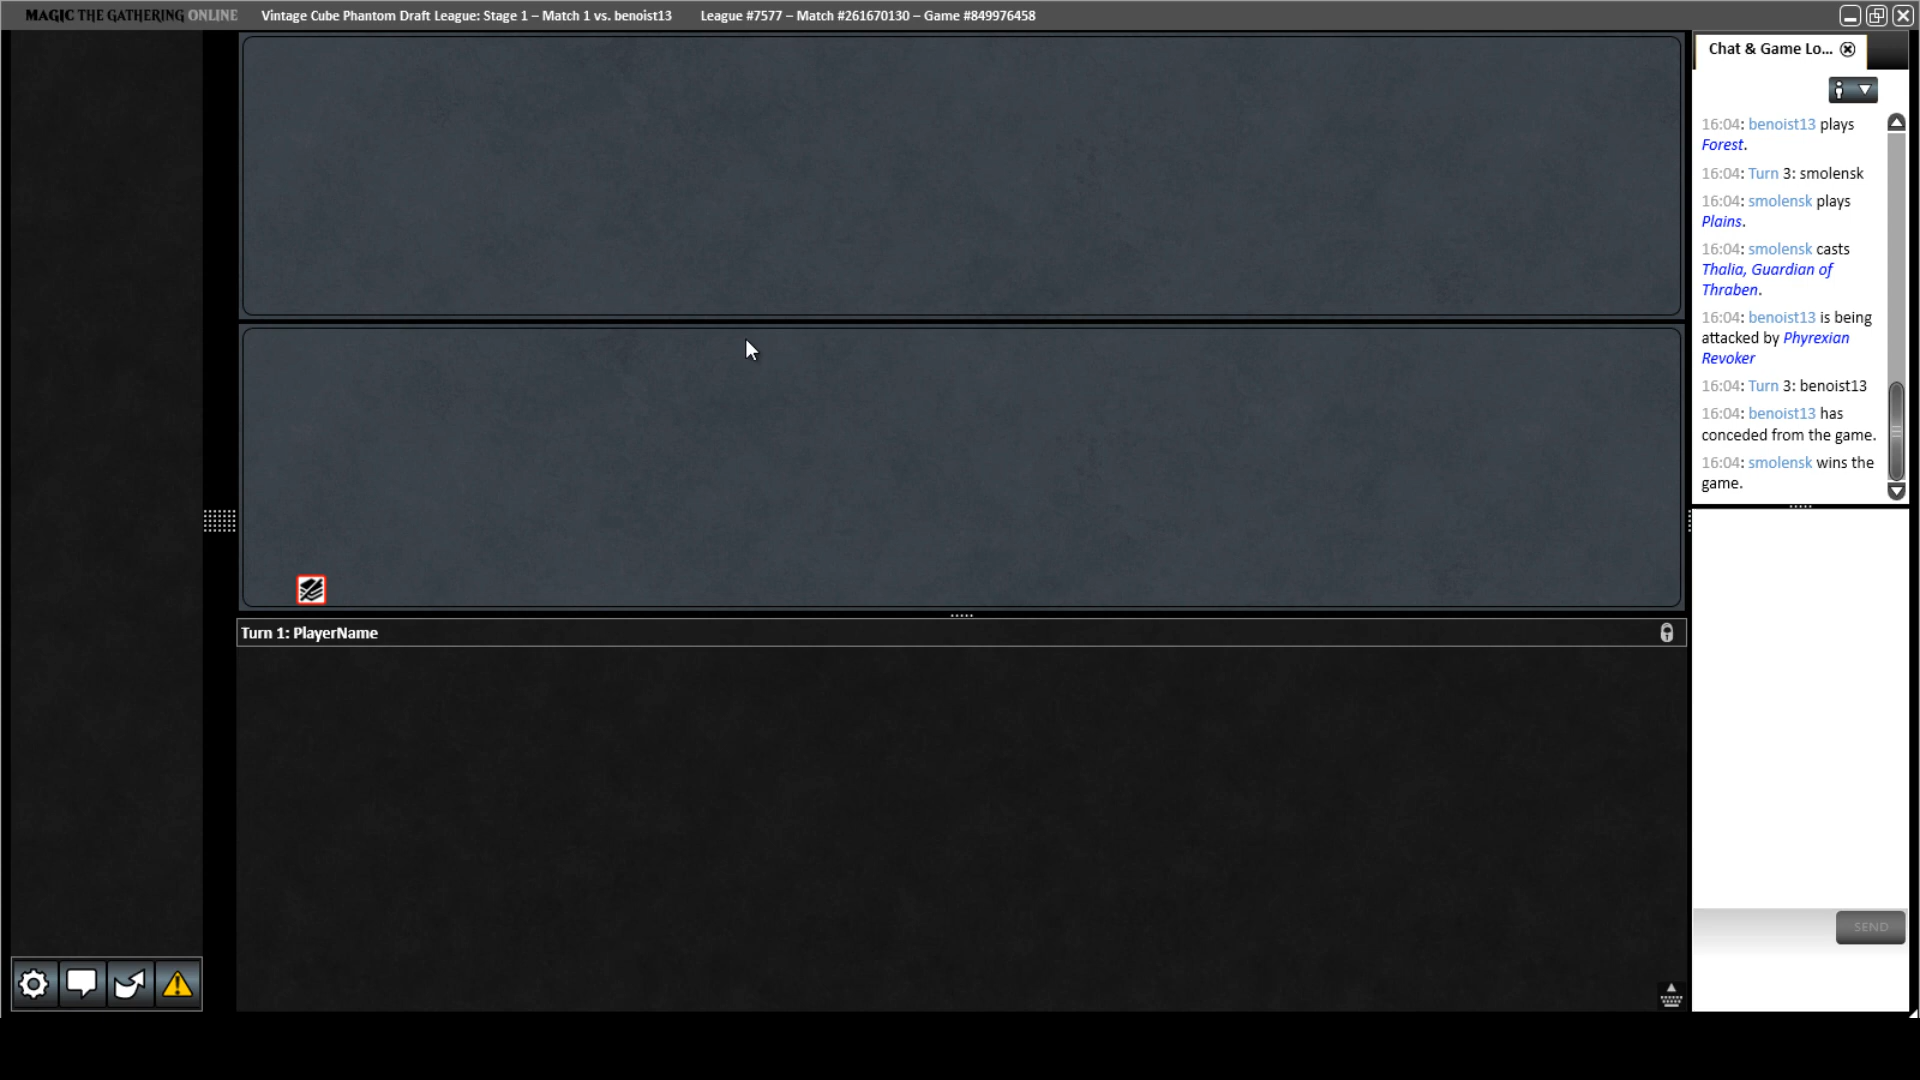 MAGIC THE GATHERING ONLINE Vintage Cube Phantom Draft League: Stage 1 – Match 1 vs. benoist13 League #7577 – Match #261670130 – Game #849976458
Chat & Game Lo...
16:04: benoist13 plays
Forest.
16:04: Turn 3: smolensk
16:04: smolensk plays
Plains.
16:04: smolensk casts
Thalia, Guardian of
Thraben.
16:04: benoist13 is being
attacked by Phyrexian
Revoker
16:04: Turn 3: benoist13
16:04: benoist13 has
conceded from the game.
16:04: smolensk wins the
game.
Turn 1: PlayerName
SEND